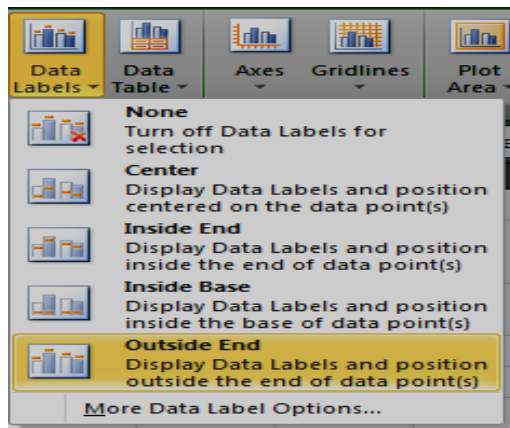 Data Labels
Data Table
Axes
Gridlines
Plot Area
None
Turn off Data Labels for
selection
Center
Display Data Labels and position
centered on the data point(s)
Inside End
Display Data Labels and position
inside the end of data point(s)
Inside Base
Display Data Labels and position
inside the base of data point(s)
Outside End
Display Data Labels and position
outside the end of data point(s)
More Data Label Options...